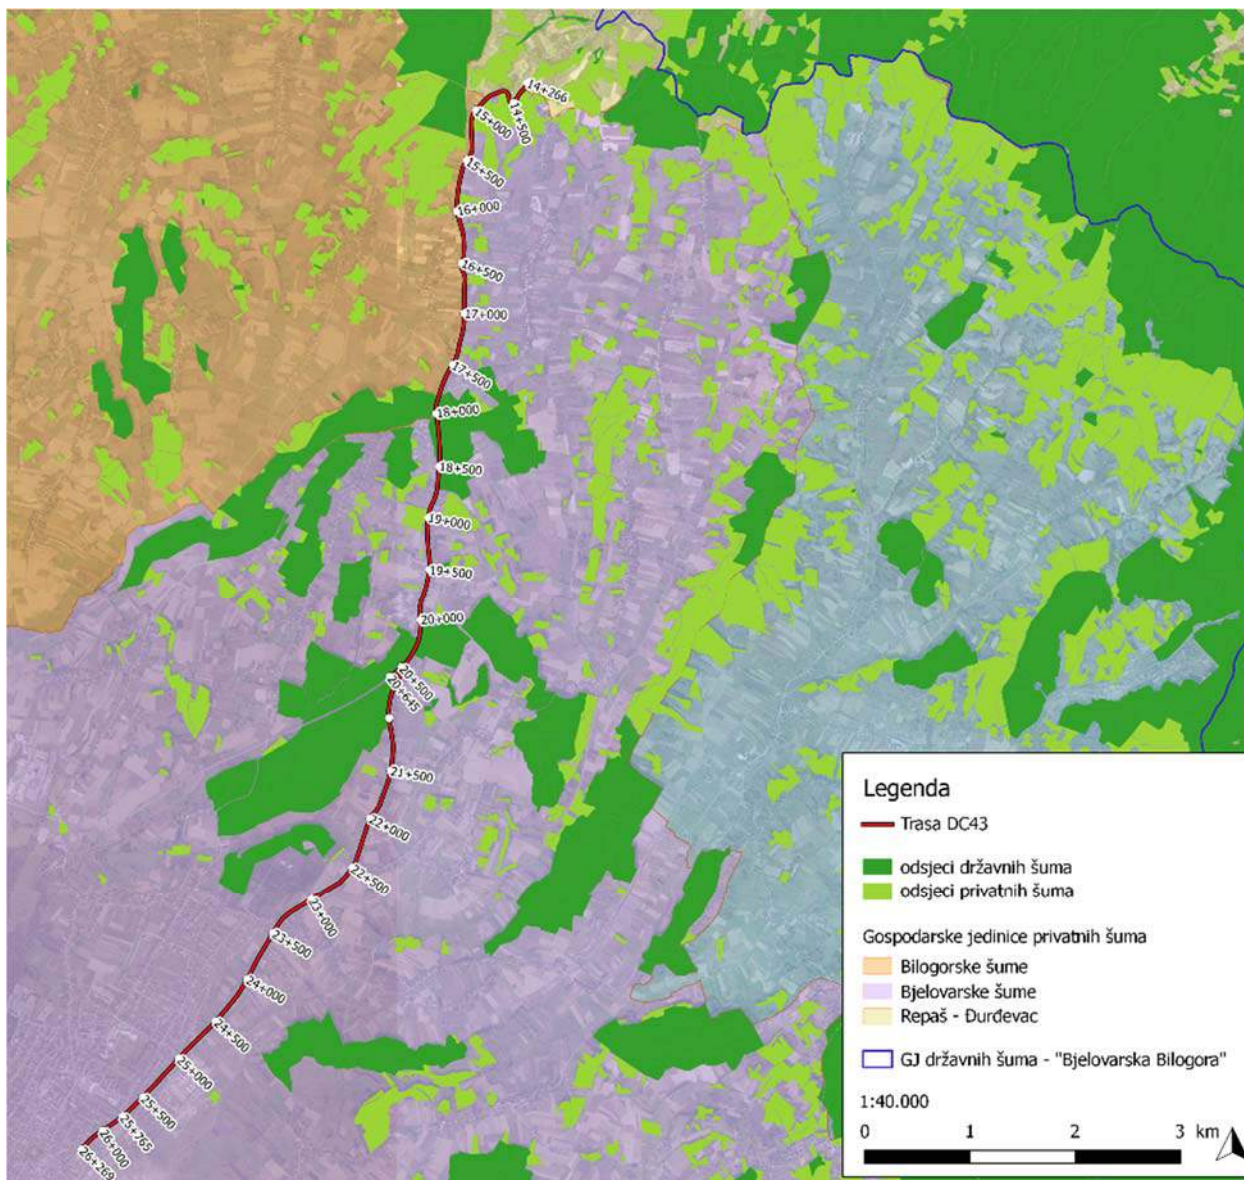 14+266
14+500
15+000
15+500
16+000
16+500
17+000
17+500
18+000
18+500
19+000
19+500
20+000
20+500
20+645
21+500
22+000
22+500
23+000
23+500
24+000
24+500
25+000
25+500
25+765
26+000
26+269
Legenda
Trasa DC43
odsjeci državnih šuma
odsjeci privatnih šuma
Gospodarske jedinice privatnih šuma
Bilogorske šume
Bjelovarske šume
Repaš - Đurđevac
GJ državnih šuma - "Bjelovarska Bilogora"
1:40.000
0 1 2 3 km